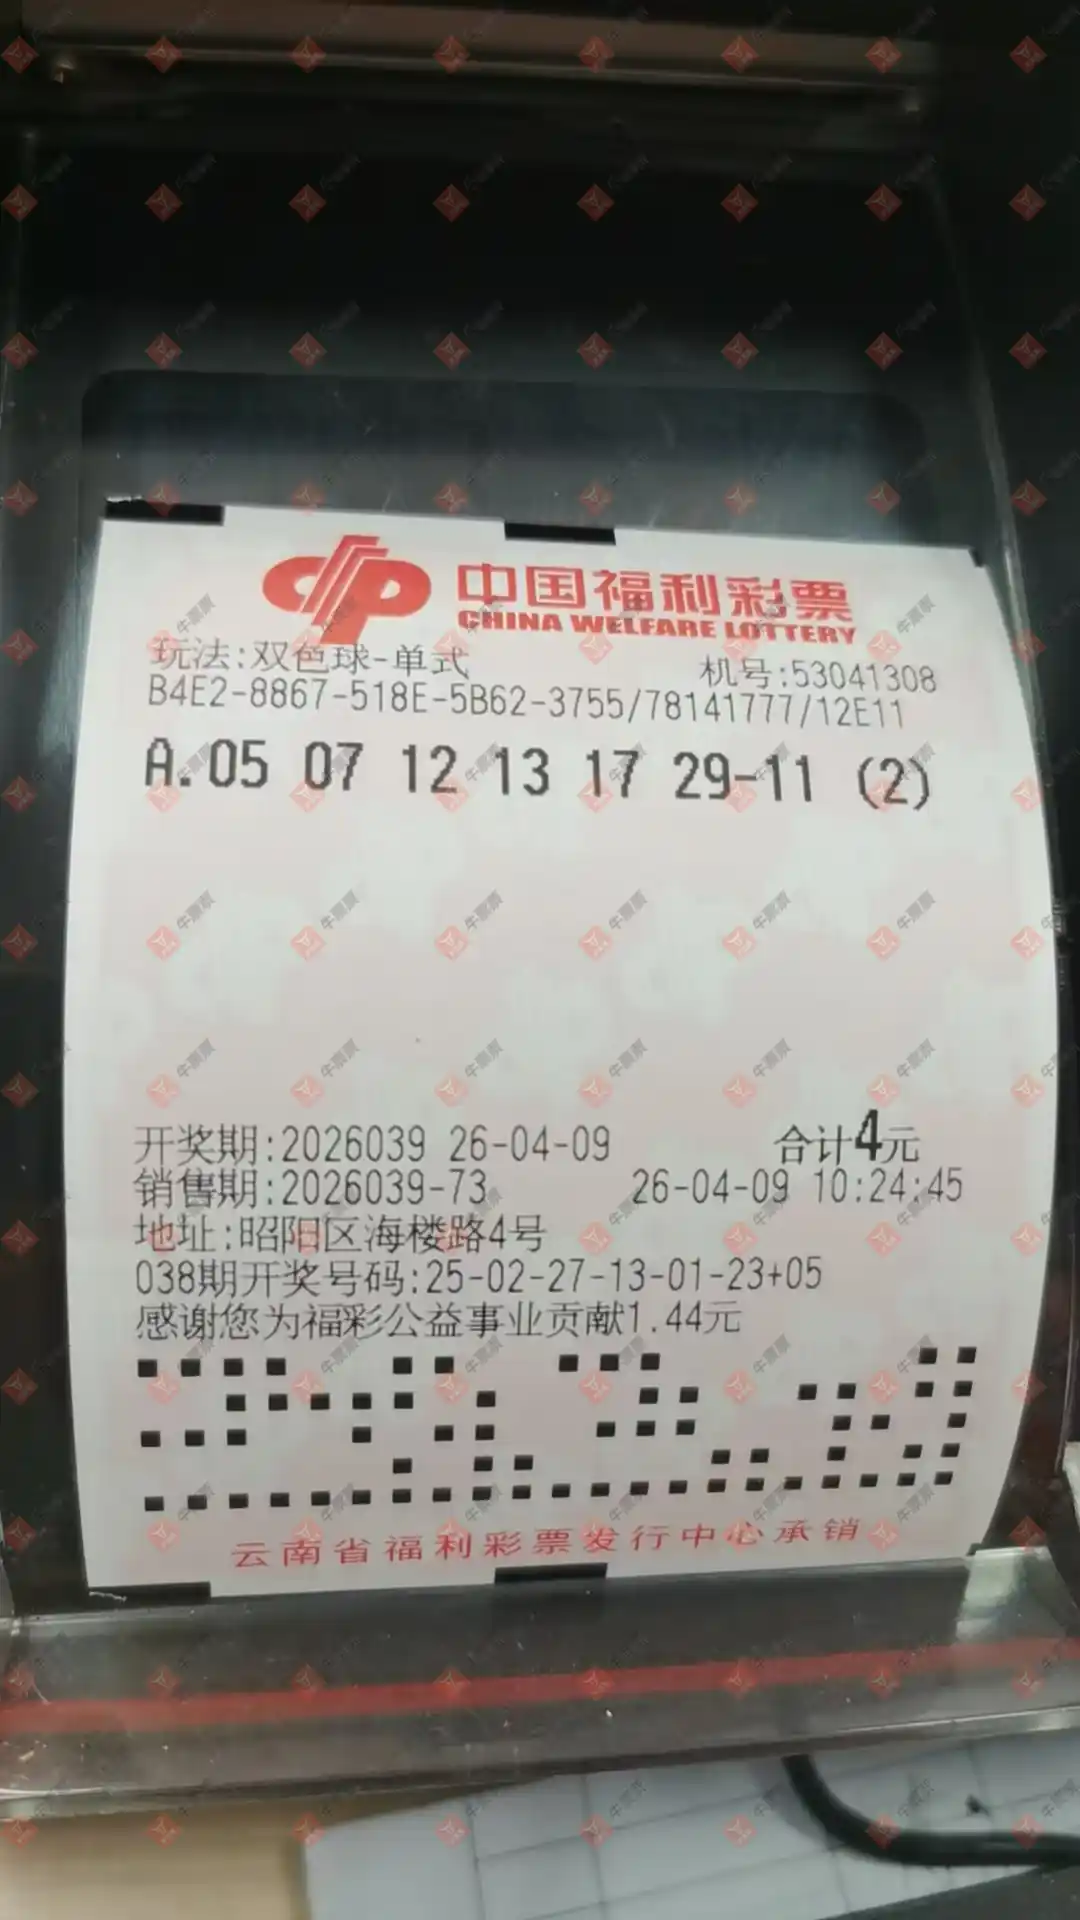 中国福利彩票
CHINA WELFARE LOTTERY
玩法:双色球-单式 机号:53041308
B4E2-8867-518E-5B62-3755/78141777/12E11
A.05 07 12 13 17 29-11 (2)
开奖期:2026039 26-04-09 合计4元
销售期:2026039-73 26-04-09 10:24:45
地址:昭阳区海楼路4号
038期开奖号码:25-02-27-13-01-23+05
感谢您为福彩公益事业贡献1.44元
云南省福利彩票发行中心承销
牛票票